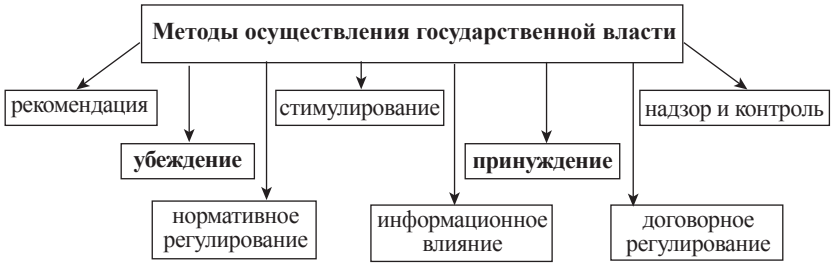 Методы осуществления государственной власти
рекомендация
стимулирование
надзор и контроль
убеждение
принуждение
нормативное
регулирование
информационное
влияние
договорное
регулирование